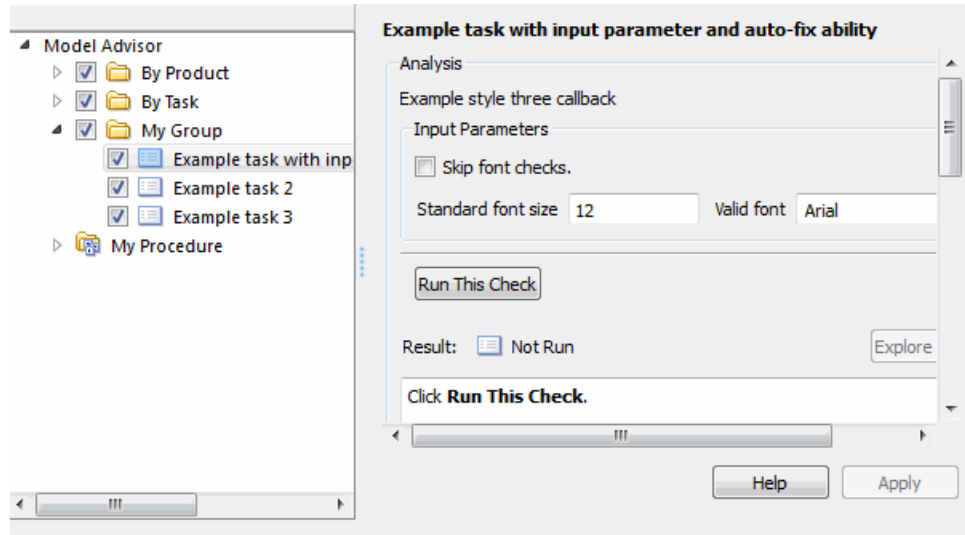 Model Advisor
By Product
By Task
My Group
Example task with inp
Example task 2
Example task 3
My Procedure
Example task with input parameter and auto-fix ability
Analysis
Example style three callback
Input Parameters
Skip font checks.
Standard font size 12 Valid font Arial
Run This Check
Result: Not Run Explore
Click Run This Check.
Help Apply